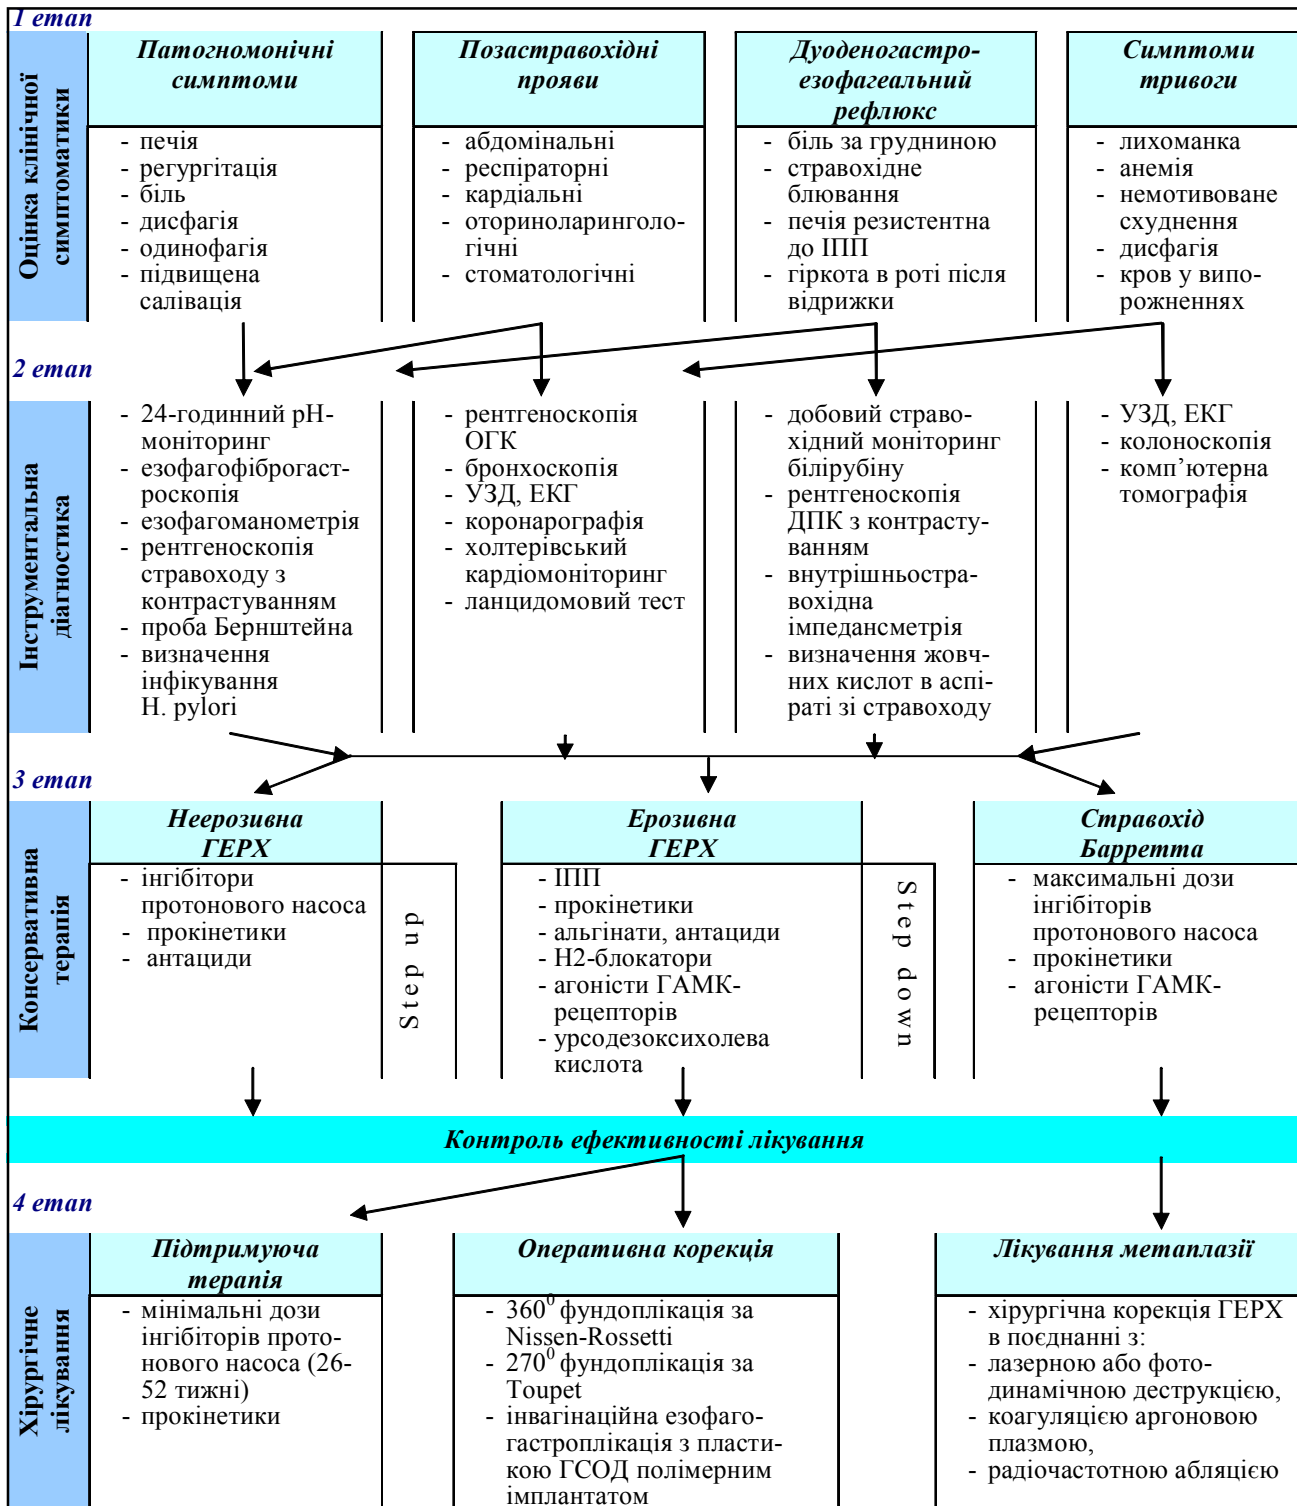 1 етап
Оцінка клінічної
симптоматики
Патогномонічні
симптоми
- печія
- регургітація
- біль
- дисфагія
- одинофагія
- підвищена
салівація
Позастравохідні
прояви
- абдомінальні
- респіраторні
- кардіальні
- оториноларинголо-
гічні
- стоматологічні
Дуоденогастро-
езофагеальний
рефлюкс
- біль за грудниною
- стравохідне
блювання
- печія резистентна
до ІПП
- гіркота в роті після
відрижки
Симптоми
тривоги
- лихоманка
- анемія
- немотивоване
схуднення
- дисфагія
- кров у випо-
рожненнях
2 етап
Інструментальна
діагностика
- 24-годинний рН-
моніторинг
- езофагофіброгаст-
роскопія
- езофагоманометрія
- рентгеноскопія
стравоходу з
контрастуванням
- проба Бернштейна
- визначення
інфікування
H. pylori
- рентгеноскопія
ОГК
- бронхоскопія
- УЗД, ЕКГ
- коронарографія
- холтерівський
кардіомоніторинг
- ланцидомовий тест
- добовий страво-
хідний моніторинг
білірубіну
- рентгеноскопія
ДПК з контрасту-
ванням
- внутрішньостра-
вохідна
імпедансметрія
- визначення жовч-
них кислот в аспі-
раті зі стравоходу
- УЗД, ЕКГ
- колоноскопія
- комп’ютерна
томографія
3 етап
Консервативна
терапія
Неерозивна
ГЕРХ
- інгібітори
протонового насоса
- прокінетики
- антациди
Step up
Ерозивна
ГЕРХ
- ІПП
- прокінетики
- альгінати, антациди
- Н2-блокатори
- агоністи ГАМК-
рецепторів
- урсодезоксихолева
кислота
Step down
Стравохід
Барретта
- максимальні дози
інгібіторів
протонового насоса
- прокінетики
- агоністи ГАМК-
рецепторів
Контроль ефективності лікування
4 етап
Хірургічне
лікування
Підтримуюча
терапія
- мінімальні дози
інгібіторів прото-
нового насоса (26-
52 тижні)
- прокінетики
Оперативна корекція
- 360⁰ фундоплікація за
Nissen-Rossetti
- 270⁰ фундоплікація за
Toupet
- інвагінаційна езофаго-
гастроплікація з пласти-
кою ГСОД полімерним
імплантатом
Лікування метаплазії
- хірургічна корекція ГЕРХ
в поєднанні з:
- лазерною або фото-
динамічною деструкцією,
- коагуляцією аргоновою
плазмою,
- радіочастотною абляцією